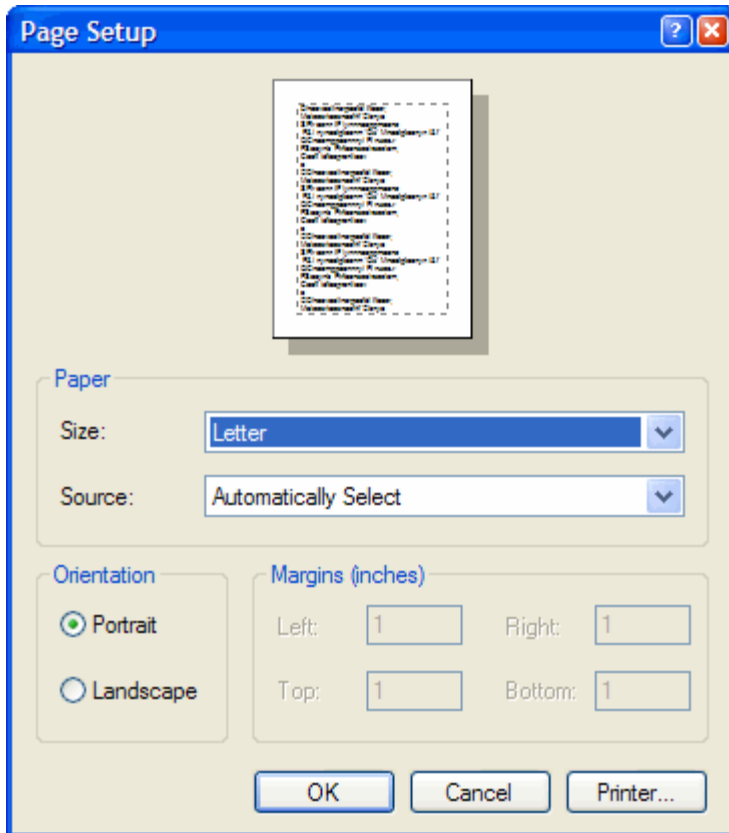 Page Setup
Paper
Size: Letter
Source: Automatically Select
Orientation
Portrait
Landscape
Margins (inches)
Left: 1 Right: 1
Top: 1 Bottom: 1
OK Cancel Printer...